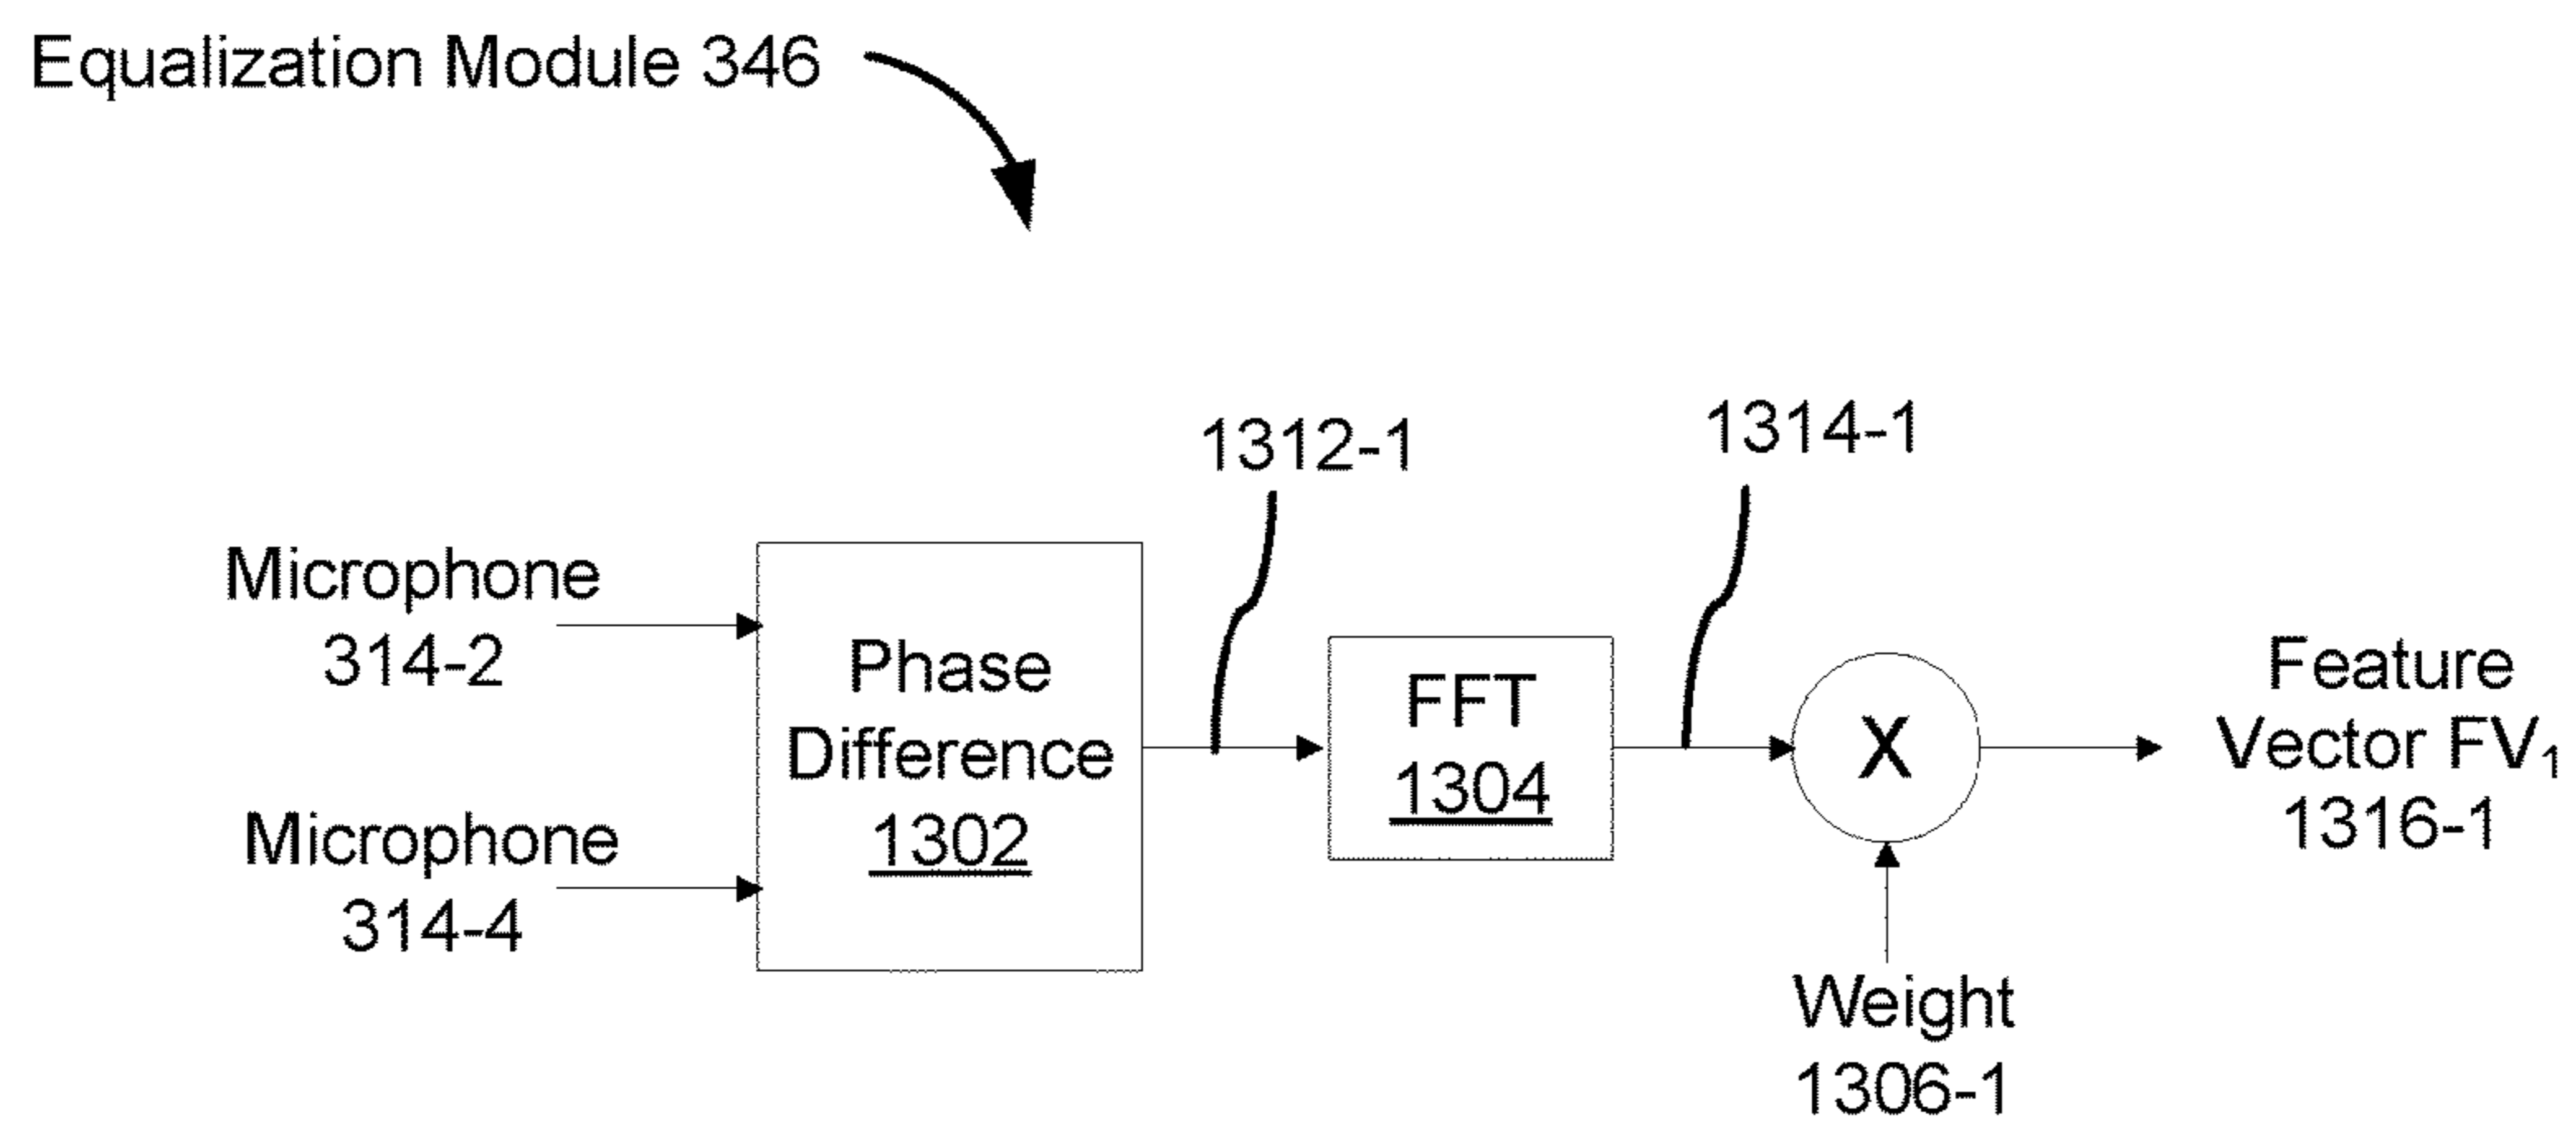 Equalization Module 346
1312-1
1314-1
Microphone
314-2
Microphone
314-4
Phase
Difference
1302
FFT
1304
X
Weight
1306-1
Feature
Vector FV₁
1316-1